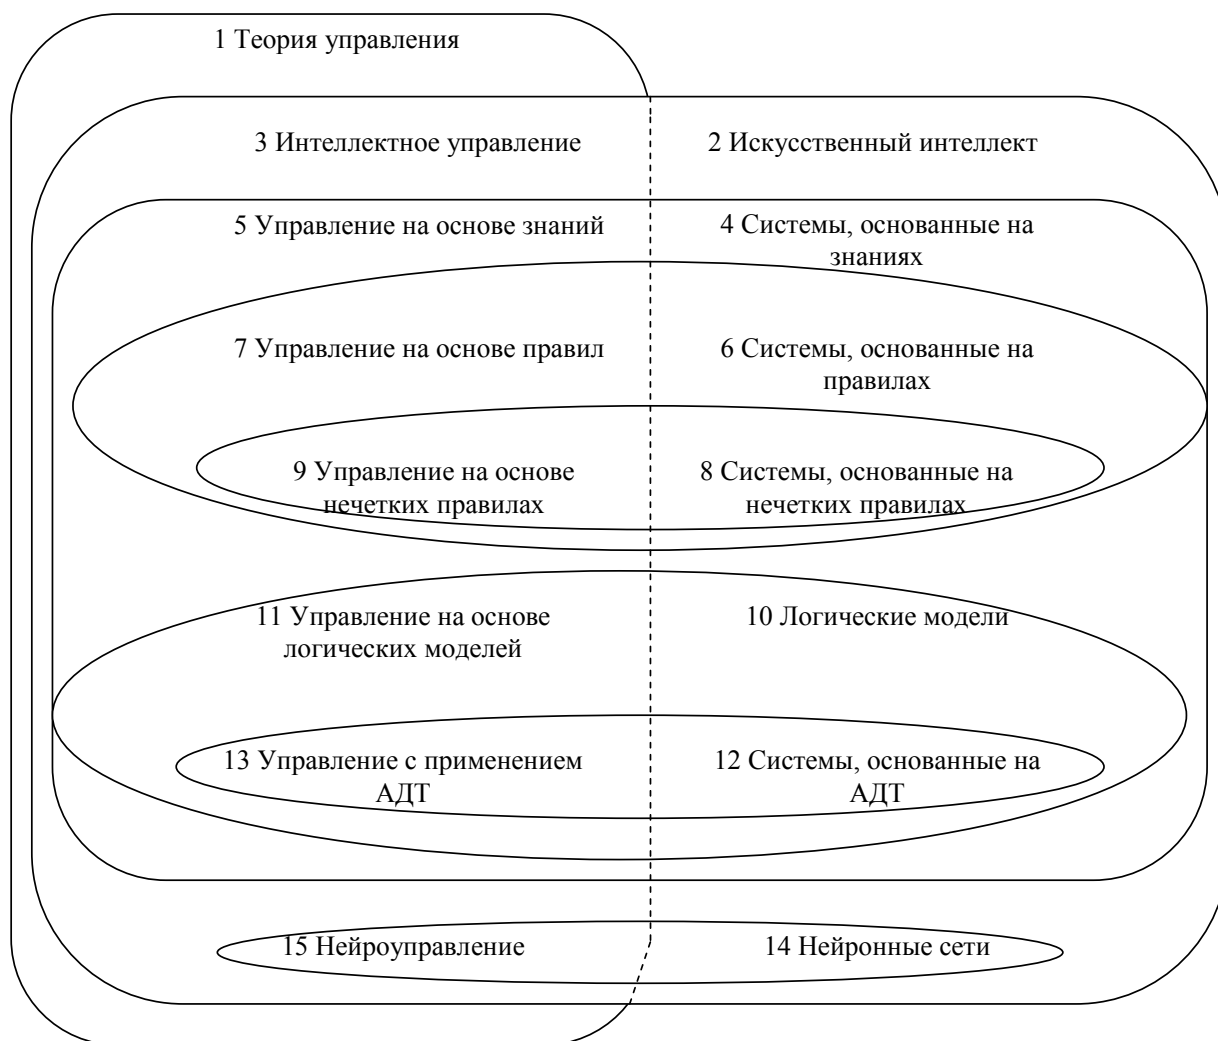 1 Теория управления
3 Интеллектное управление
2 Искусственный интеллект
5 Управление на основе знаний
4 Системы, основанные на
знаниях
7 Управление на основе правил
6 Системы, основанные на
правилах
9 Управление на основе
нечетких правилах
8 Системы, основанные на
нечетких правилах
11 Управление на основе
логических моделей
10 Логические модели
13 Управление с применением
АДТ
12 Системы, основанные на
АДТ
15 Нейроуправление
14 Нейронные сети